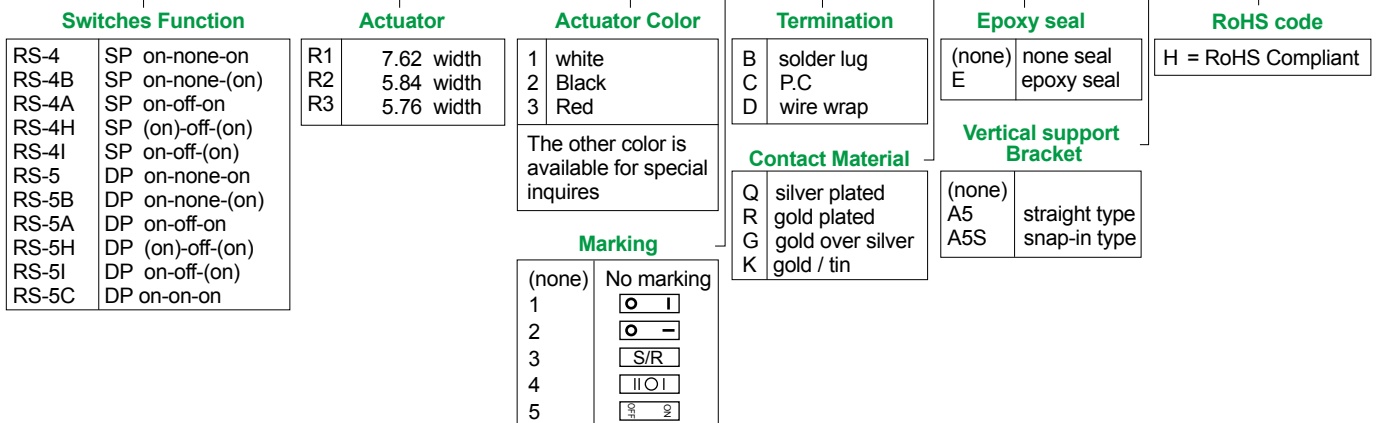 Switches Function
RS-4 SP on-none-on
RS-4B SP on-none-(on)
RS-4A SP on-off-on
RS-4H SP (on)-off-(on)
RS-4I SP on-off-(on)
RS-5 DP on-none-on
RS-5B DP on-none-(on)
RS-5A DP on-off-on
RS-5H DP (on)-off-(on)
RS-5I DP on-off-(on)
RS-5C DP on-on-on
Actuator
R1 7.62 width
R2 5.84 width
R3 5.76 width
Actuator Color
1 white
2 Black
3 Red
The other color is
available for special
inquires
Marking
(none) No marking
1 O I
2 O –
3 S/R
4 II O I
5 OFF ON
Termination
B solder lug
C P.C
D wire wrap
Contact Material
Q silver plated
R gold plated
G gold over silver
K gold / tin
Epoxy seal
(none) none seal
E epoxy seal
Vertical support
Bracket
(none)
A5 straight type
A5S snap-in type
RoHS code
H = RoHS Compliant